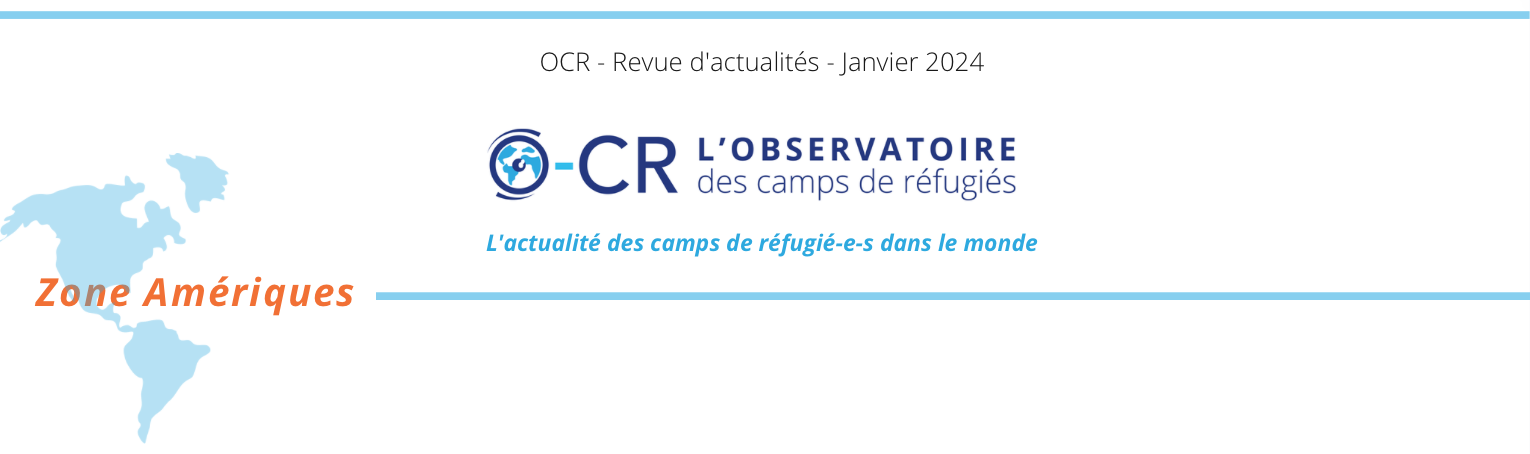 OCR - Revue d'actualités - Janvier 2024
O-CR L'OBSERVATOIRE
des camps de réfugiés
L'actualité des camps de réfugié-e-s dans le monde
Zone Amériques